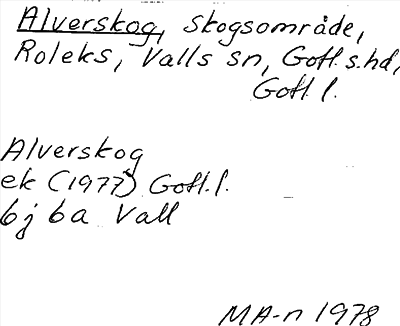 Alverskog, skogsområde,
Roleks, Valls sn, Gotl. s. hd,
Gotl l.
Alverskog
ek (1977) Gotl. l.
6j 6a Vall
MA-n 1978